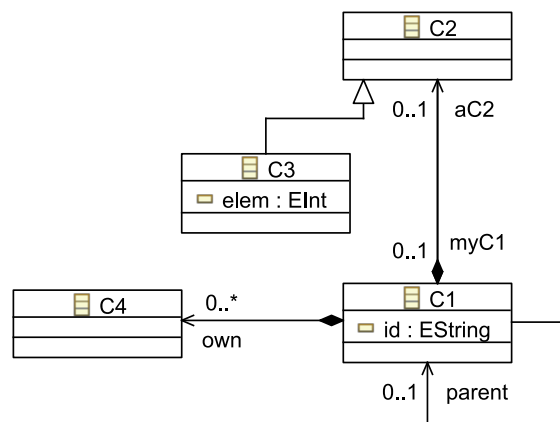 C2
0..1 aC2
C3
elem : EInt
0..1 myC1
C4
0..*
own
C1
id : EString
0..1 parent